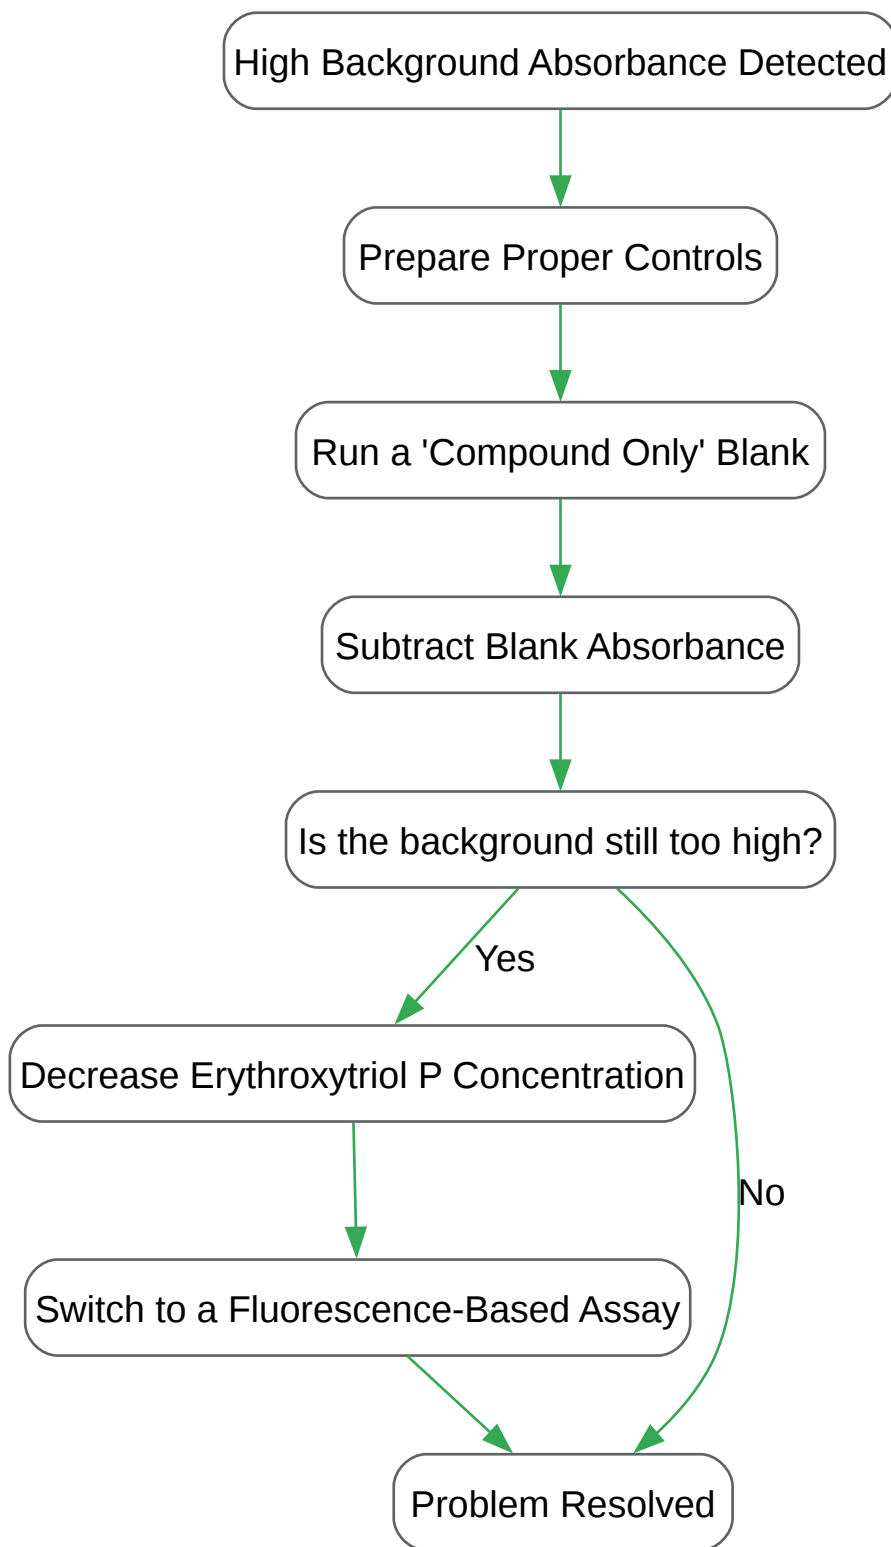 High Background Absorbance Detected
Prepare Proper Controls
Run a 'Compound Only' Blank
Subtract Blank Absorbance
Is the background still too high?
Yes
Decrease Erythroxytriol P Concentration
No
Switch to a Fluorescence-Based Assay
Problem Resolved